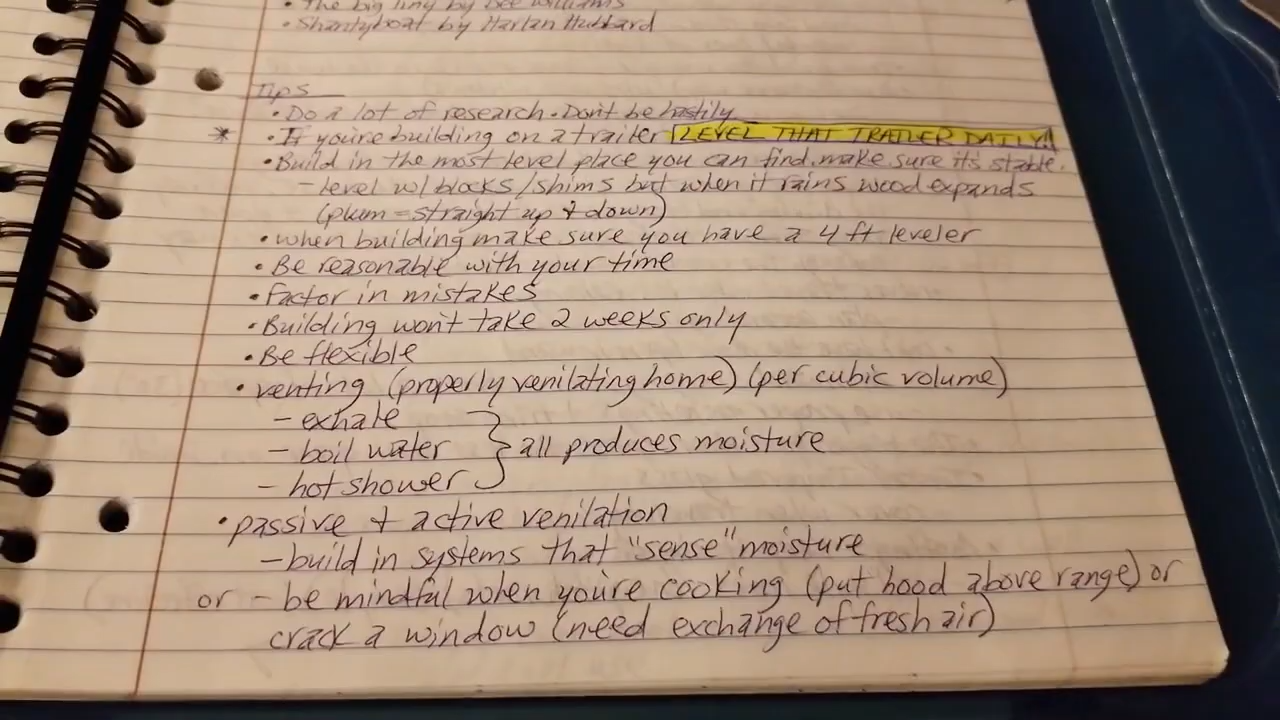 • The big tiny by Dee Williams
• Shantyboat by Harlan Hubbard
Tips
• Do a lot of research. Don't be hastily
* • If you're building on a trailer LEVEL THAT TRAILER DAILY!
• Build in the most level place you can find, make sure it's stable.
- level w/ blocks/shims but when it rains wood expands
(plum = straight up & down)
• when building make sure you have a 4 ft leveler
• Be reasonable with your time
• Factor in mistakes
• Building won't take 2 weeks only
• Be flexible
• venting (properly venilating home) (per cubic volume)
- exhale
- boil water } all produces moisture
- hot shower
• passive & active venilation
- build in systems that "sense" moisture
or - be mindful when you're cooking (put hood above range) or
crack a window (need exchange of fresh air)